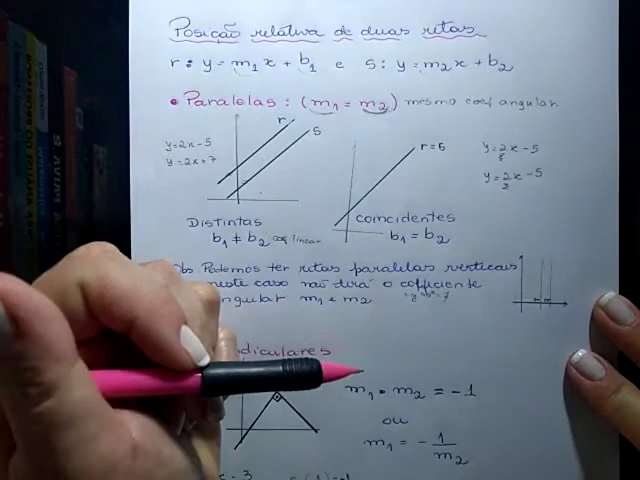 Posição relativa de duas retas
r: y = m₁x + b₁ e s: y = m₂x + b₂
• Paralelas: (m₁ = m₂) mesmo coef angular.
y=2x-5
y=2x+7
r
s
r=s
y=2x-5
y=2x-5
Distintas
b₁ ≠ b₂ coef linear
coincidentes
b₁ = b₂
Obs Podemos ter retas paralelas verticais
neste caso não dirá o coeficiente
angular m₁ e m₂
diculares
m₁ • m₂ = -1
ou
m₁ = - 1/m₂